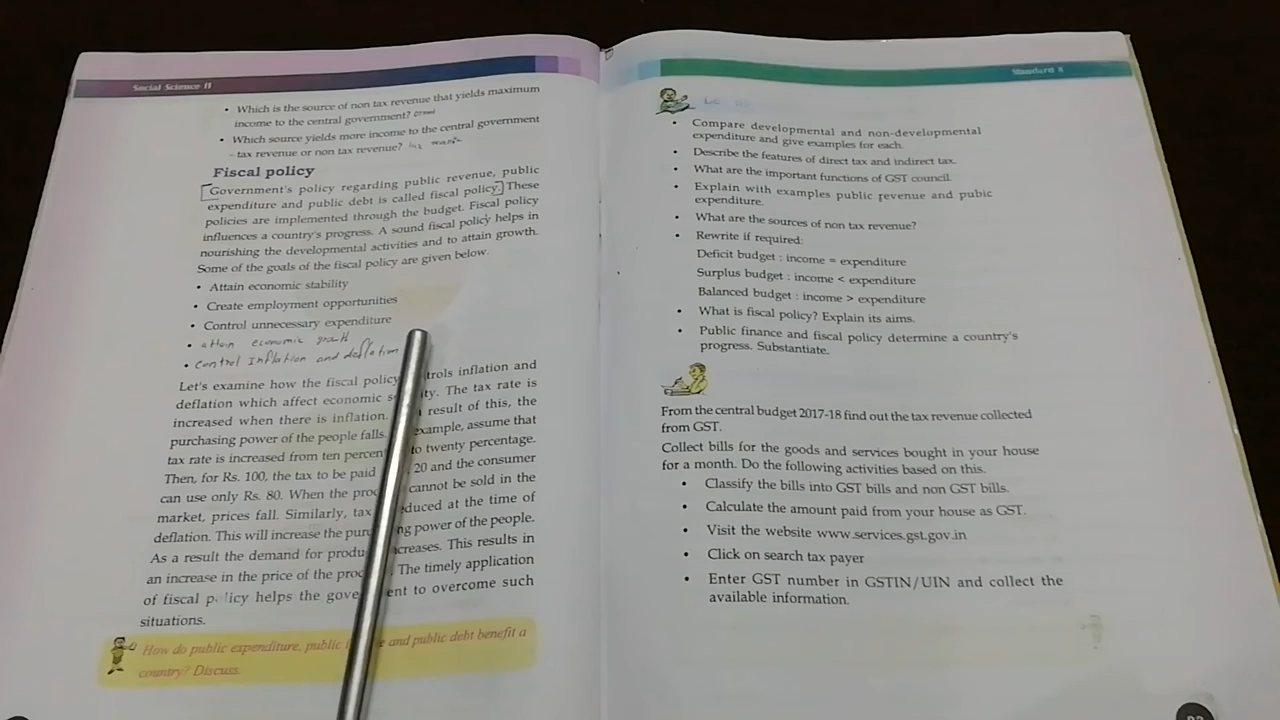 Social Science II
• Which is the source of non tax revenue that yields maximum
income to the central government?
• Which source yields more income to the central government
– tax revenue or non tax revenue? tax
Fiscal policy
Government's policy regarding public revenue, public
expenditure and public debt is called fiscal policy. These
policies are implemented through the budget. Fiscal policy
influences a country's progress. A sound fiscal policy helps in
nourishing the developmental activities and to attain growth.
Some of the goals of the fiscal policy are given below.
• Attain economic stability
• Create employment opportunities
• Control unnecessary expenditure
• attain economic growth
• control Inflation and deflation
Let's examine how the fiscal policy trols inflation and
deflation which affect economic s ity. The tax rate is
increased when there is inflation. result of this, the
purchasing power of the people falls. example, assume that
tax rate is increased from ten percen to twenty percentage.
Then, for Rs. 100, the tax to be paid 20 and the consumer
can use only Rs. 80. When the pro cannot be sold in the
market, prices fall. Similarly, tax duced at the time of
deflation. This will increase the pur ng power of the people.
As a result the demand for produ creases. This results in
an increase in the price of the pro . The timely application
of fiscal policy helps the gove ent to overcome such
situations.
How do public expenditure, public i e and public debt benefit a
country? Discuss.
Standard X
• Compare developmental and non-developmental
expenditure and give examples for each.
• Describe the features of direct tax and indirect tax.
• What are the important functions of GST council.
• Explain with examples public revenue and pubic
expenditure.
• What are the sources of non tax revenue?
• Rewrite if required:
Deficit budget : income = expenditure
Surplus budget : income < expenditure
Balanced budget : income > expenditure
• What is fiscal policy? Explain its aims.
• Public finance and fiscal policy determine a country's
progress. Substantiate.
From the central budget 2017-18 find out the tax revenue collected
from GST.
Collect bills for the goods and services bought in your house
for a month. Do the following activities based on this.
• Classify the bills into GST bills and non GST bills.
• Calculate the amount paid from your house as GST.
• Visit the website www.services.gst.gov.in
• Click on search tax payer
• Enter GST number in GSTIN/UIN and collect the
available information.